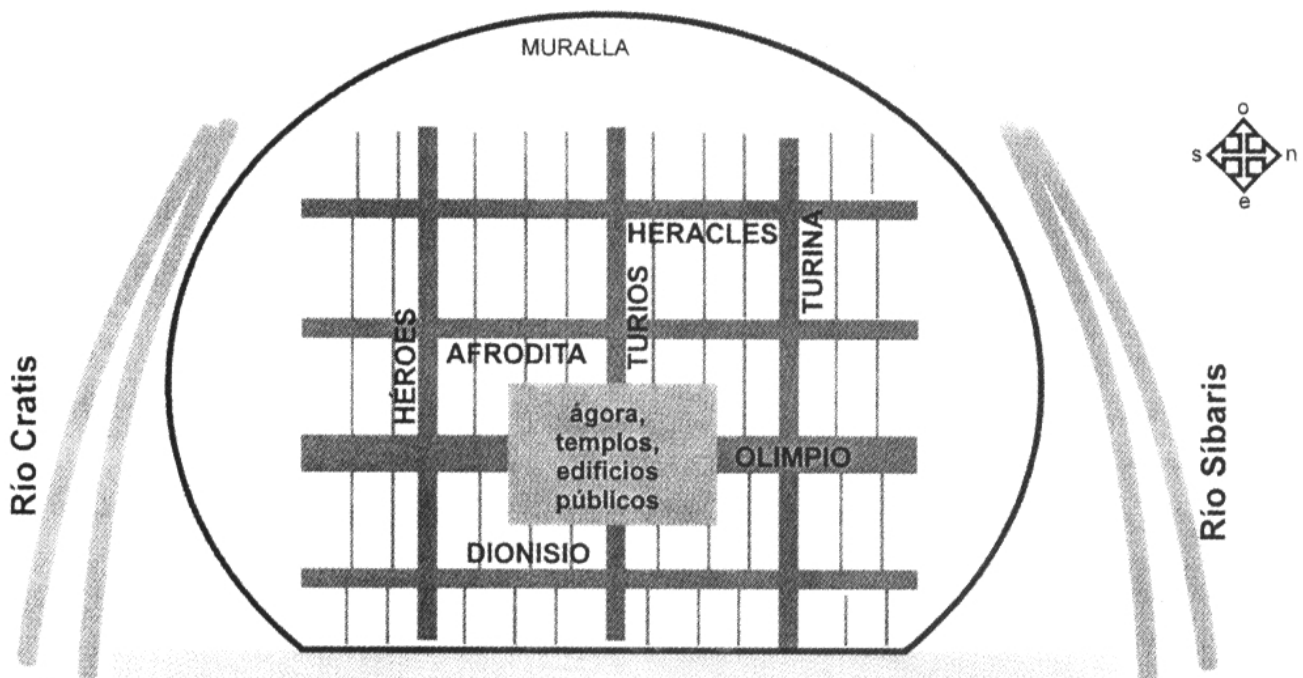 MURALLA
o
s
n
e
HERACLES
TURINA
TURIOS
HÉROES
AFRODITA
ágora,
templos,
edificios
públicos
OLIMPIO
DIONISIO
Río Cratis
Río Síbaris